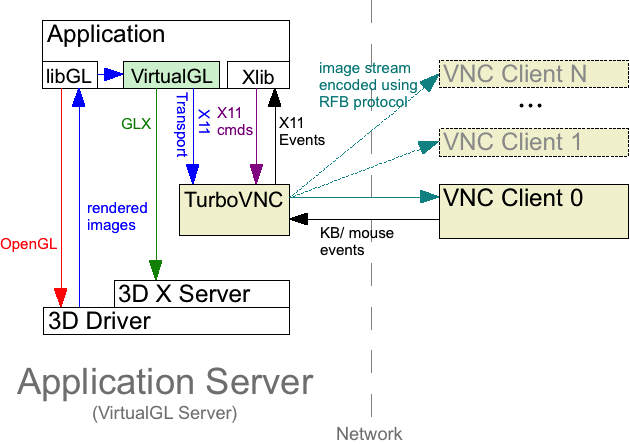 Application
libGL
VirtualGL
Xlib
image stream
encoded using
RFB protocol
VNC Client N
...
VNC Client 1
VNC Client 0
GLX
X11
Transport
X11
cmds
X11
Events
TurboVNC
rendered
images
OpenGL
KB/ mouse
events
3D X Server
3D Driver
Application Server
(VirtualGL Server)
Network